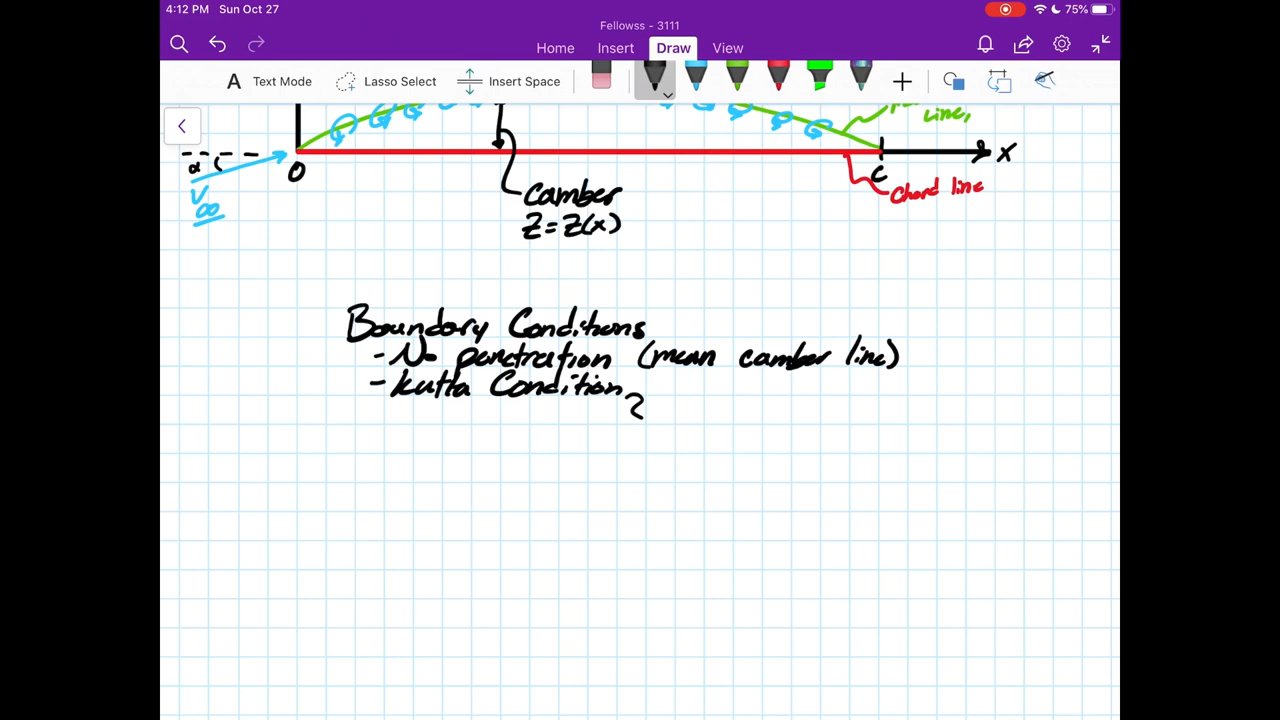 4:12 PM Sun Oct 27
75%
Fellowss - 3111
Home Insert Draw View
A Text Mode Lasso Select Insert Space
line,
α
O
C
X
V∞
Chord line
Camber
Z = Z(x)
Boundary Conditions
- No penetration (mean camber line)
- Kutta Condition